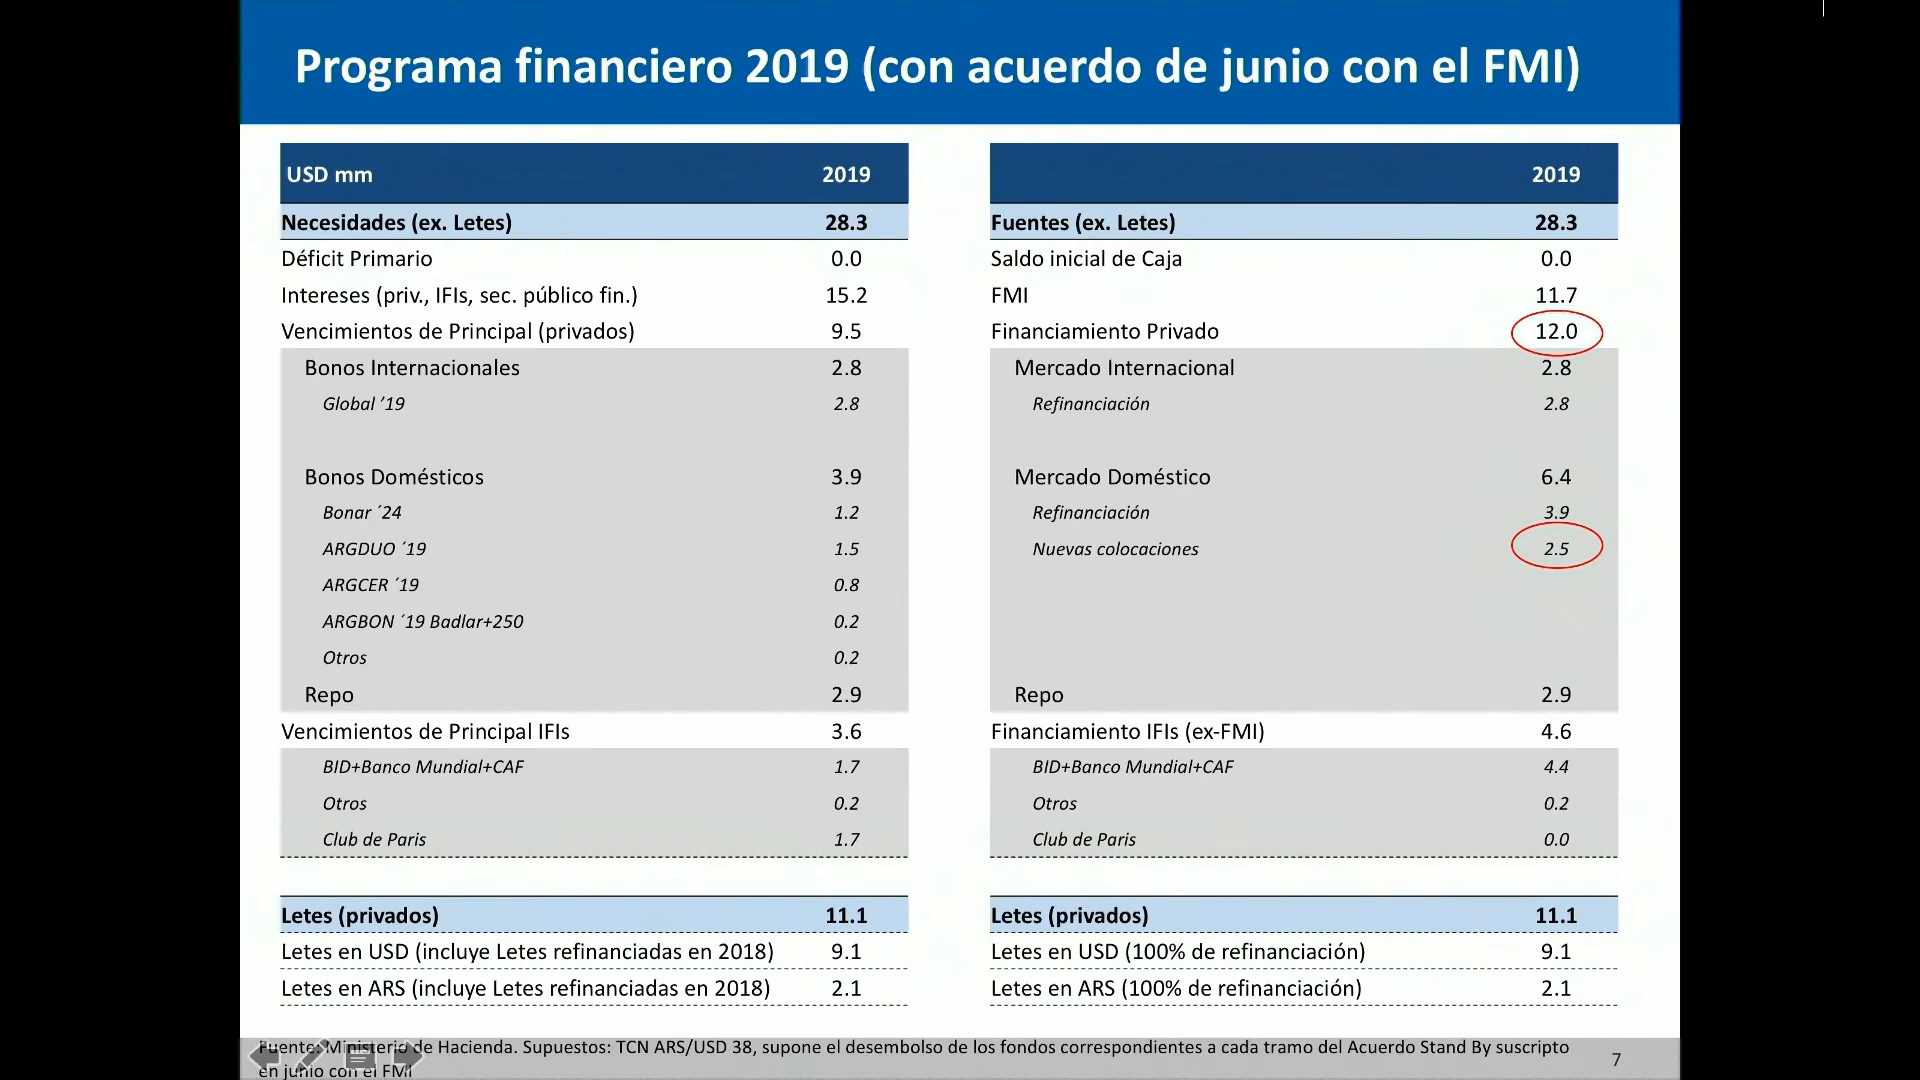 Programa financiero 2019 (con acuerdo de junio con el FMI)
USD mm 2019
Necesidades (ex. Letes) 28.3
Déficit Primario 0.0
Intereses (priv., IFIs, sec. público fin.) 15.2
Vencimientos de Principal (privados) 9.5
Bonos Internacionales 2.8
Global ’19 2.8
Bonos Domésticos 3.9
Bonar ´24 1.2
ARGDUO ´19 1.5
ARGCER ´19 0.8
ARGBON ´19 Badlar+250 0.2
Otros 0.2
Repo 2.9
Vencimientos de Principal IFIs 3.6
BID+Banco Mundial+CAF 1.7
Otros 0.2
Club de Paris 1.7
Letes (privados) 11.1
Letes en USD (incluye Letes refinanciadas en 2018) 9.1
Letes en ARS (incluye Letes refinanciadas en 2018) 2.1
2019
Fuentes (ex. Letes) 28.3
Saldo inicial de Caja 0.0
FMI 11.7
Financiamiento Privado 12.0
Mercado Internacional 2.8
Refinanciación 2.8
Mercado Doméstico 6.4
Refinanciación 3.9
Nuevas colocaciones 2.5
Repo 2.9
Financiamiento IFIs (ex-FMI) 4.6
BID+Banco Mundial+CAF 4.4
Otros 0.2
Club de Paris 0.0
Letes (privados) 11.1
Letes en USD (100% de refinanciación) 9.1
Letes en ARS (100% de refinanciación) 2.1
Fuente: Ministerio de Hacienda. Supuestos: TCN ARS/USD 38, supone el desembolso de los fondos correspondientes a cada tramo del Acuerdo Stand By suscripto
en junio con el FMI
7